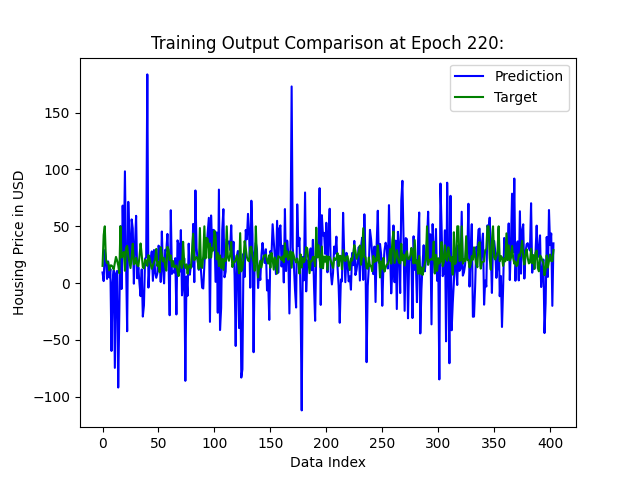 Training Output Comparison at Epoch 220:
Prediction
Target
Housing Price in USD
150
100
50
0
−50
−100
0 50 100 150 200 250 300 350 400
Data Index